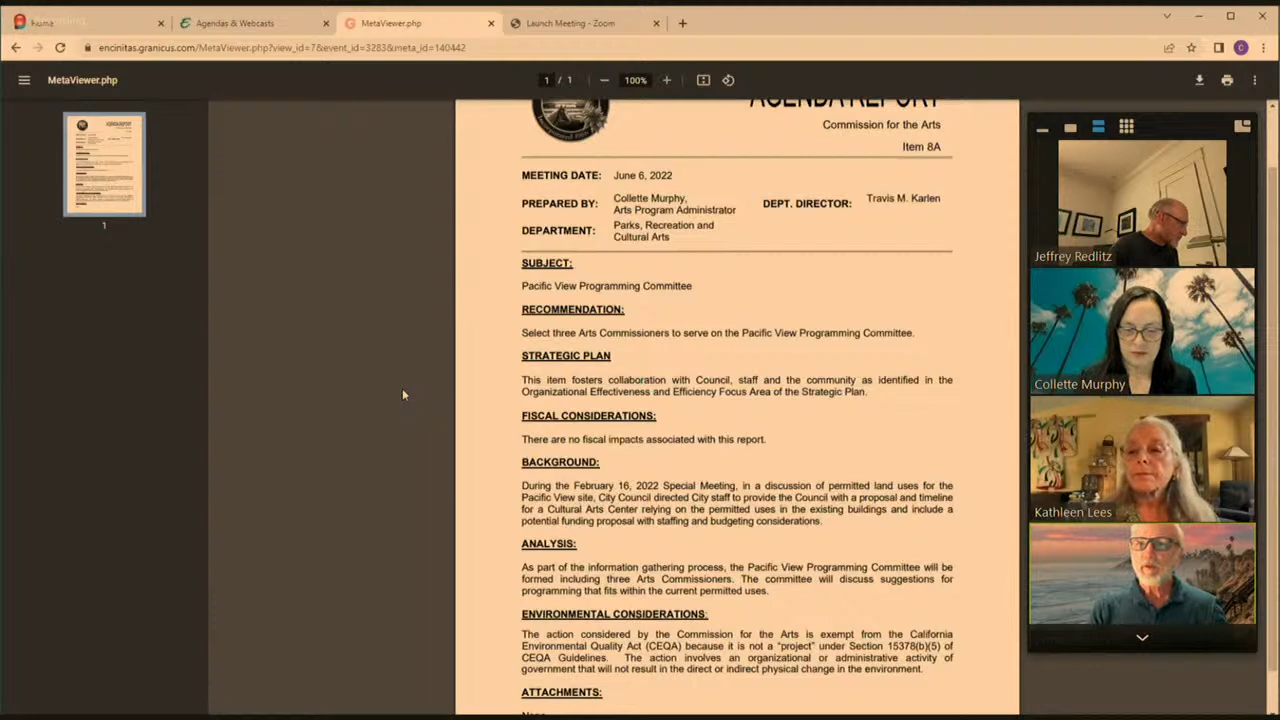 Agendas & Webcasts
MetaViewer.php
Launch Meeting - Zoom
encinitas.granicus.com/MetaViewer.php?view_id=7&event_id=3283&meta_id=140442
MetaViewer.php
1 / 1
100%
1
AGENDA REPORT
Commission for the Arts
Item 8A
MEETING DATE: June 6, 2022
PREPARED BY: Collette Murphy, Arts Program Administrator
DEPT. DIRECTOR: Travis M. Karlen
DEPARTMENT: Parks, Recreation and Cultural Arts
SUBJECT:
Pacific View Programming Committee
RECOMMENDATION:
Select three Arts Commissioners to serve on the Pacific View Programming Committee.
STRATEGIC PLAN
This item fosters collaboration with Council, staff and the community as identified in the
Organizational Effectiveness and Efficiency Focus Area of the Strategic Plan.
FISCAL CONSIDERATIONS:
There are no fiscal impacts associated with this report.
BACKGROUND:
During the February 16, 2022 Special Meeting, in a discussion of permitted land uses for the
Pacific View site, City Council directed City staff to provide the Council with a proposal and timeline
for a Cultural Arts Center relying on the permitted uses in the existing buildings and include a
potential funding proposal with staffing and budgeting considerations.
ANALYSIS:
As part of the information gathering process, the Pacific View Programming Committee will be
formed including three Arts Commissioners. The committee will discuss suggestions for
programming that fits within the current permitted uses.
ENVIRONMENTAL CONSIDERATIONS:
The action considered by the Commission for the Arts is exempt from the California
Environmental Quality Act (CEQA) because it is not a "project" under Section 15378(b)(5) of
CEQA Guidelines. The action involves an organizational or administrative activity of
government that will not result in the direct or indirect physical change in the environment.
ATTACHMENTS:
Jeffrey Redlitz
Collette Murphy
Kathleen Lees